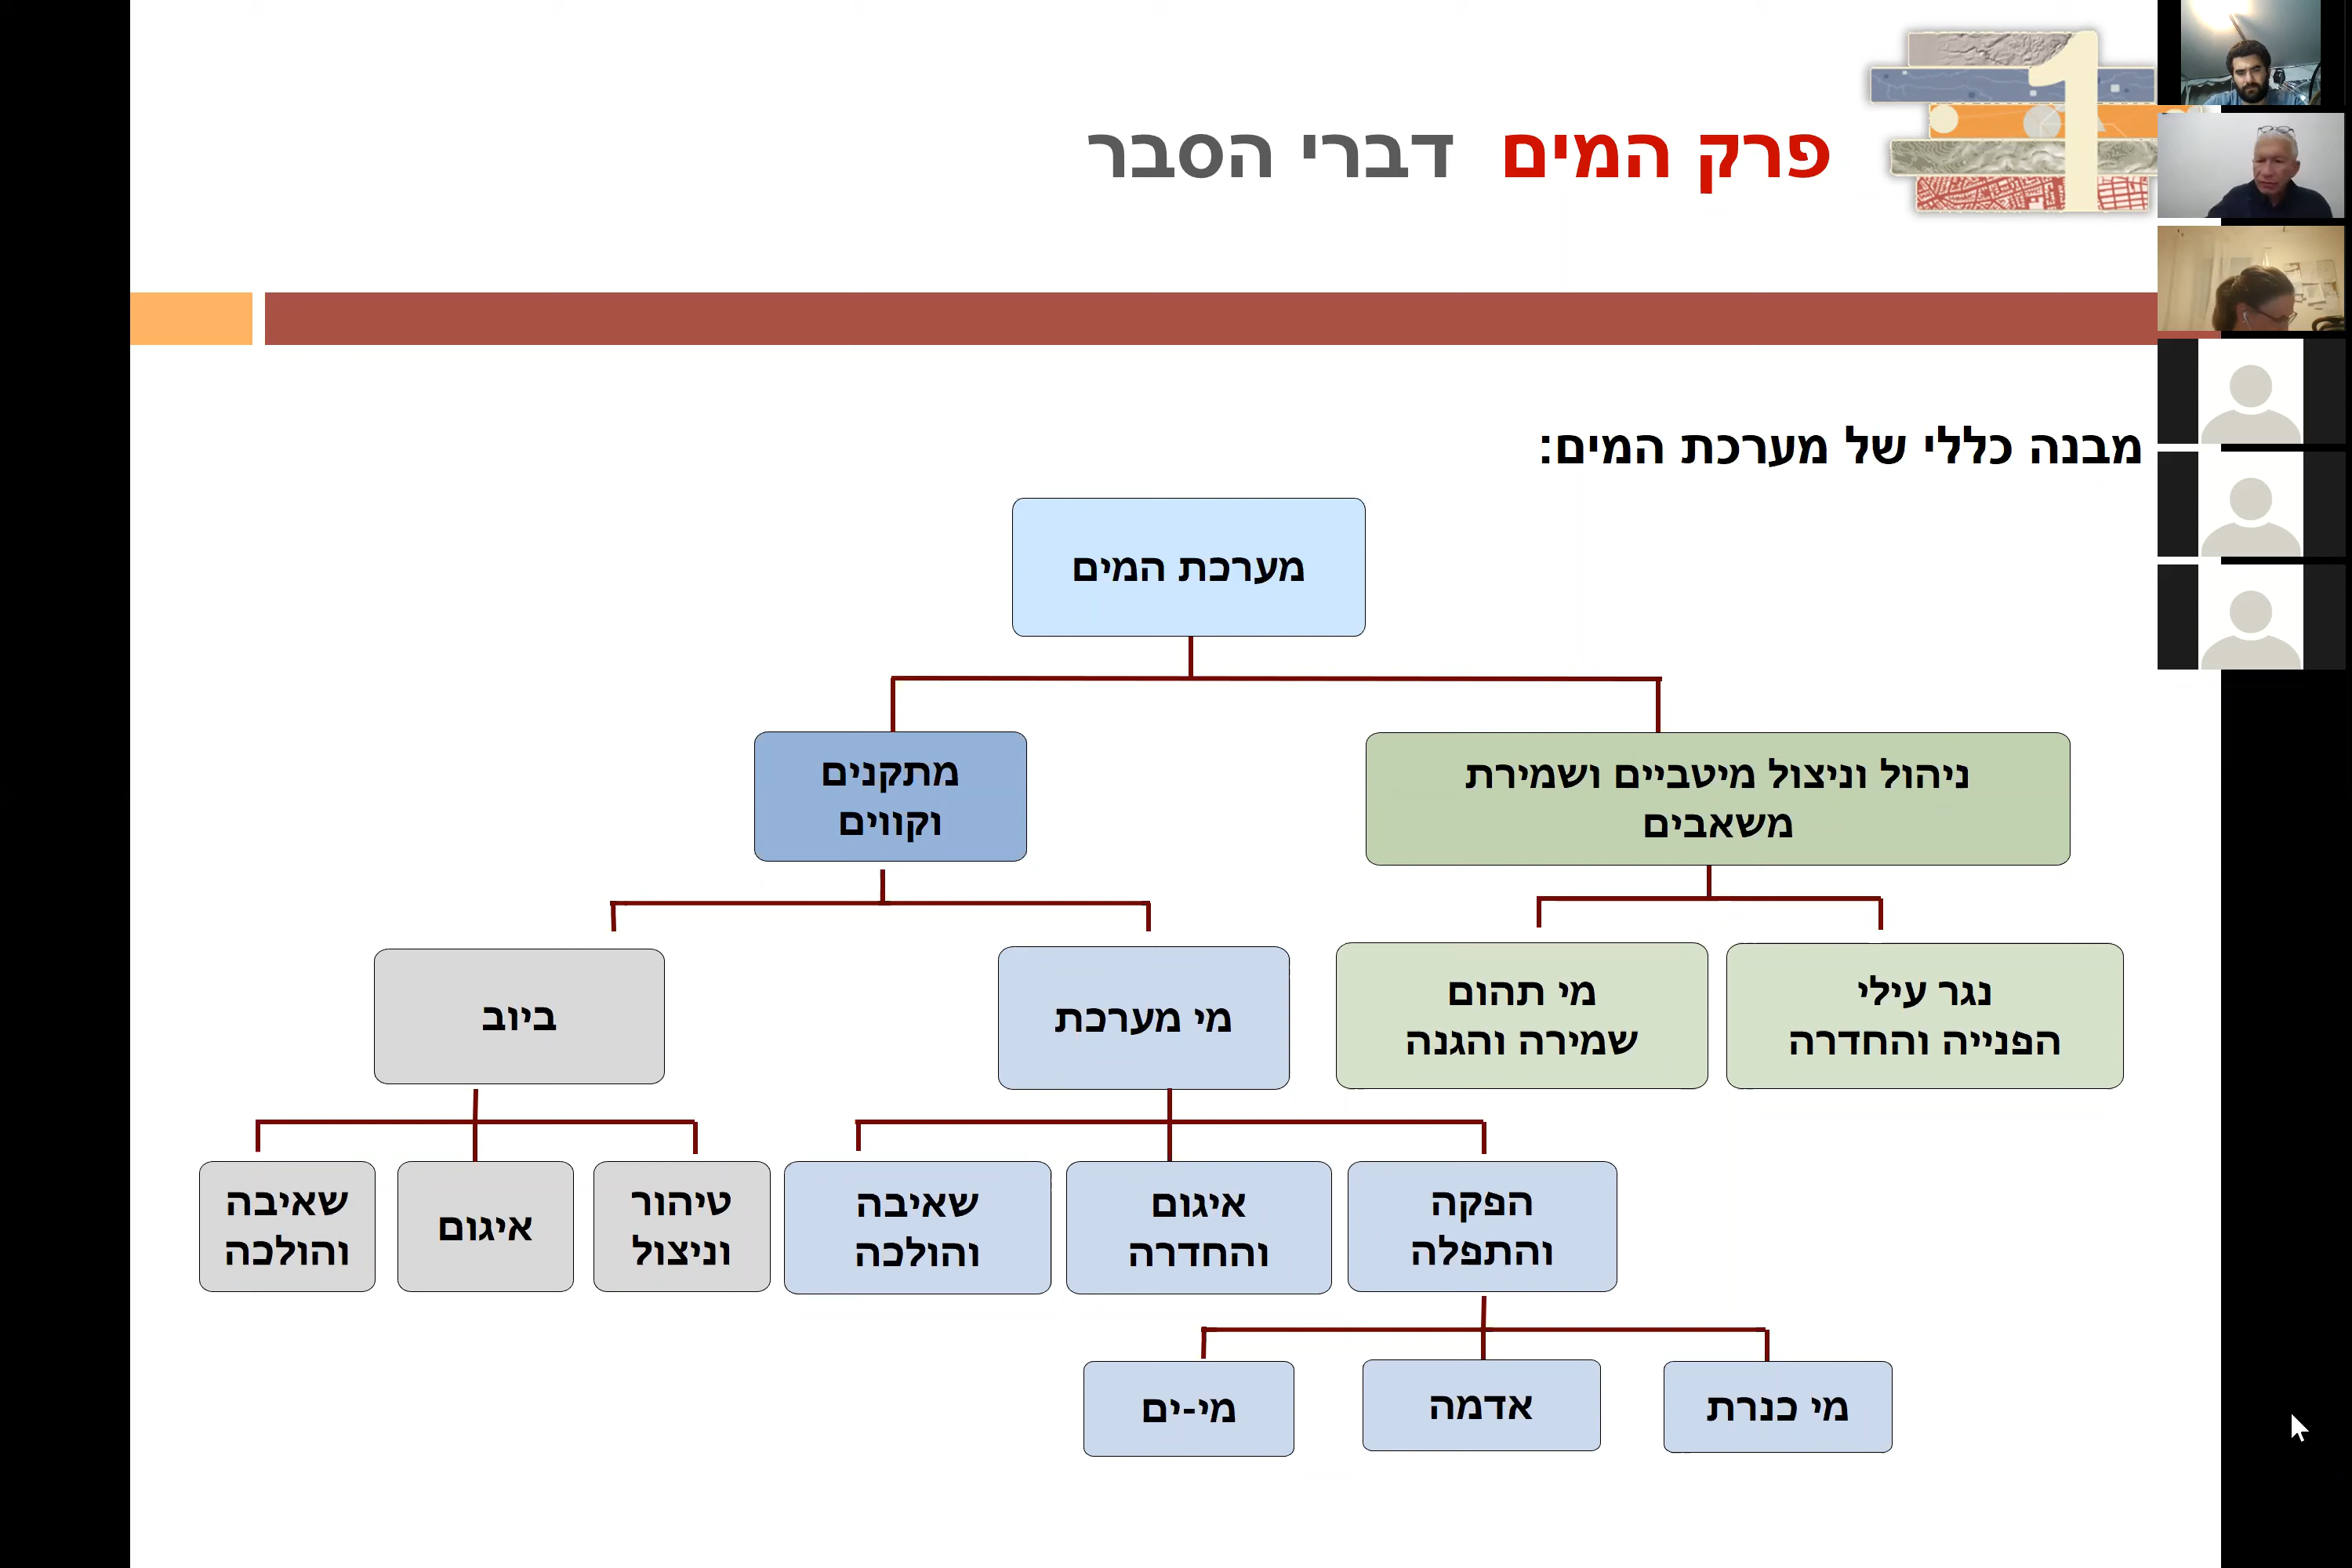 1
פרק המים דברי הסבר
מבנה כללי של מערכת המים:
מערכת המים
ניהול וניצול מיטביים ושמירת
משאבים
מתקנים
וקווים
נגר עילי
הפנייה והחדרה
מי תהום
שמירה והגנה
מי מערכת
ביוב
הפקה
והתפלה
איגום
והחדרה
שאיבה
והולכה
טיהור
וניצול
איגום
שאיבה
והולכה
מי כנרת
אדמה
מי-ים